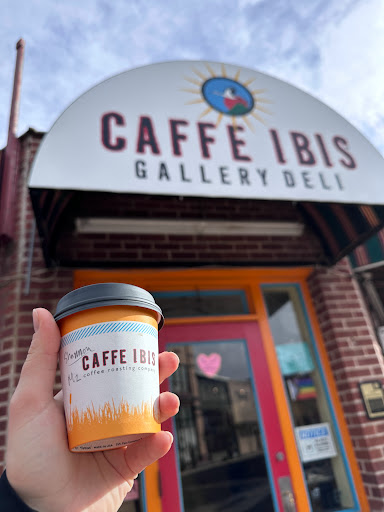 CAFFE IBIS
GALLERY DELI
CAFFE IBIS
coffee roasting company